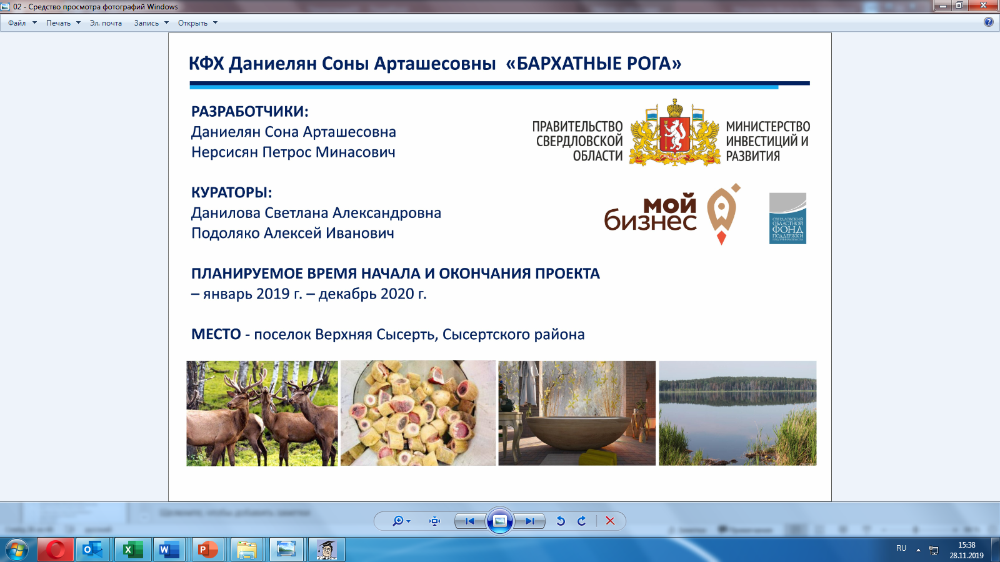 02 - Средство просмотра фотографий Windows
Файл Печать Эл. почта Запись Открыть
КФХ Даниелян Соны Арташесовны «БАРХАТНЫЕ РОГА»
РАЗРАБОТЧИКИ:
Даниелян Сона Арташесовна
Нерсисян Петрос Минасович
ПРАВИТЕЛЬСТВО
СВЕРДЛОВСКОЙ
ОБЛАСТИ
МИНИСТЕРСТВО
ИНВЕСТИЦИЙ И
РАЗВИТИЯ
КУРАТОРЫ:
Данилова Светлана Александровна
Подоляко Алексей Иванович
мой
бизнес
СВЕРДЛОВСКИЙ
ОБЛАСТНОЙ
ФОНД
ПОДДЕРЖКИ
ПРЕДПРИНИМАТЕЛЬСТВА
ПЛАНИРУЕМОЕ ВРЕМЯ НАЧАЛА И ОКОНЧАНИЯ ПРОЕКТА
– январь 2019 г. – декабрь 2020 г.
МЕСТО - поселок Верхняя Сысерть, Сысертского района
RU
15:38
28.11.2019